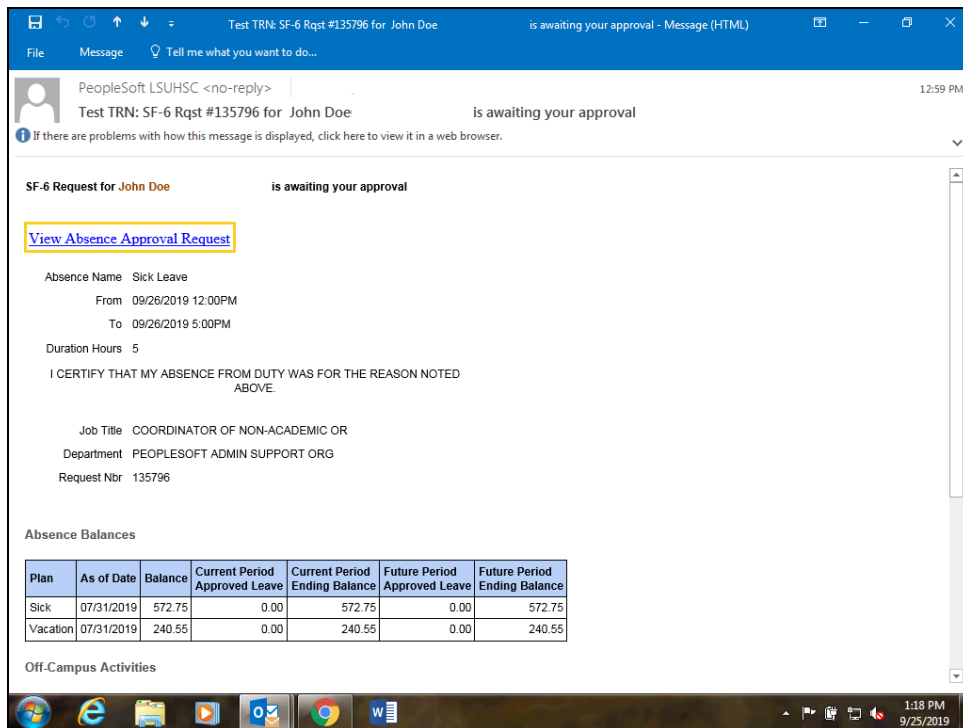 Test TRN: SF-6 Rqst #135796 for John Doe is awaiting your approval - Message (HTML)
File Message Tell me what you want to do...
PeopleSoft LSUHSC <no-reply> 12:59 PM
Test TRN: SF-6 Rqst #135796 for John Doe is awaiting your approval
If there are problems with how this message is displayed, click here to view it in a web browser.
SF-6 Request for John Doe is awaiting your approval
View Absence Approval Request
Absence Name Sick Leave
From 09/26/2019 12:00PM
To 09/26/2019 5:00PM
Duration Hours 5
I CERTIFY THAT MY ABSENCE FROM DUTY WAS FOR THE REASON NOTED
ABOVE.
Job Title COORDINATOR OF NON-ACADEMIC OR
Department PEOPLESOFT ADMIN SUPPORT ORG
Request Nbr 135796
Absence Balances
Plan As of Date Balance Current Period Approved Leave Current Period Ending Balance Future Period Approved Leave Future Period Ending Balance
Sick 07/31/2019 572.75 0.00 572.75 0.00 572.75
Vacation 07/31/2019 240.55 0.00 240.55 0.00 240.55
Off-Campus Activities
1:18 PM
9/25/2019